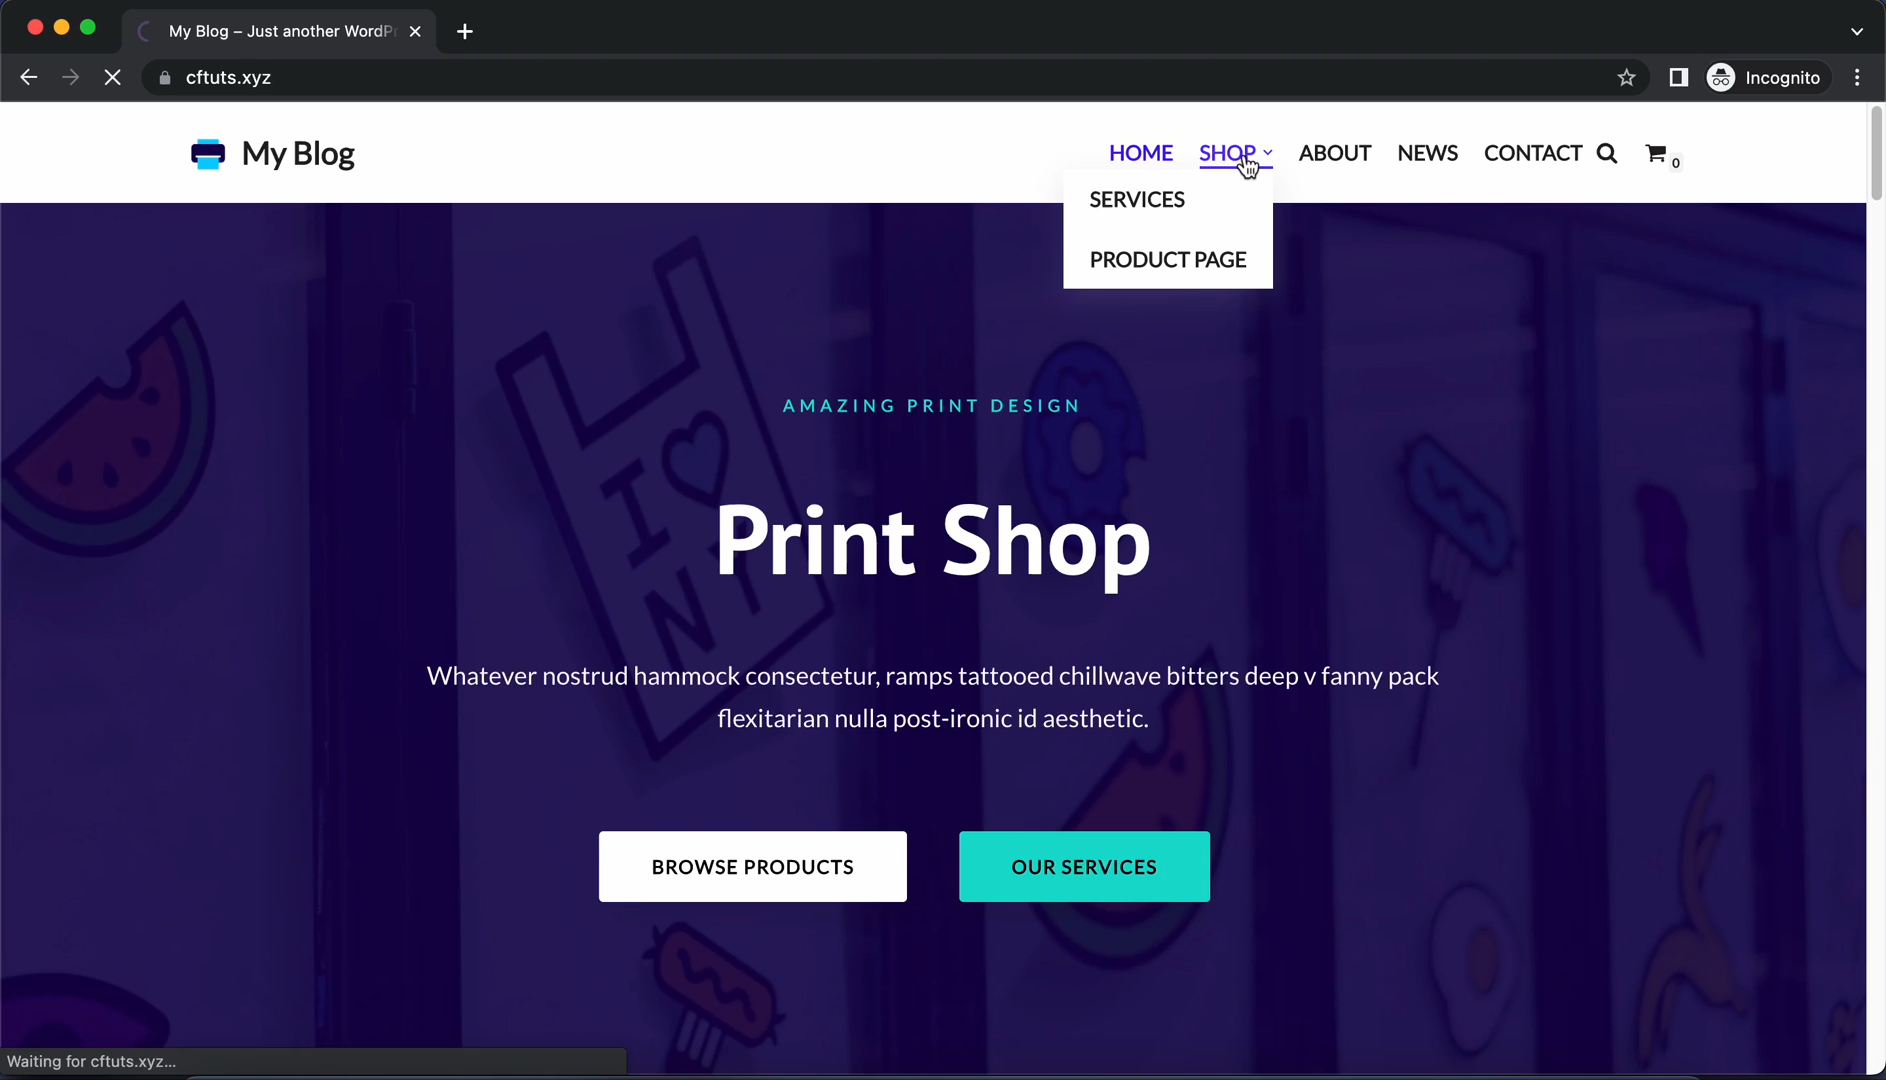 My Blog – Just another WordPr
cftuts.xyz
Incognito
My Blog
HOME SHOP ABOUT NEWS CONTACT 0
SERVICES
PRODUCT PAGE
AMAZING PRINT DESIGN
I
N Y
Print Shop
Whatever nostrud hammock consectetur, ramps tattooed chillwave bitters deep v fanny pack
flexitarian nulla post-ironic id aesthetic.
BROWSE PRODUCTS
OUR SERVICES
Waiting for cftuts.xyz...